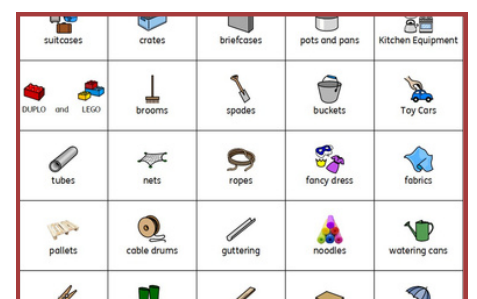 suitcases
crates
briefcases
pots and pans
Kitchen Equipment
DUPLO and LEGO
brooms
spades
buckets
Toy Cars
tubes
nets
ropes
fancy dress
fabrics
pallets
cable drums
guttering
noodles
watering cans